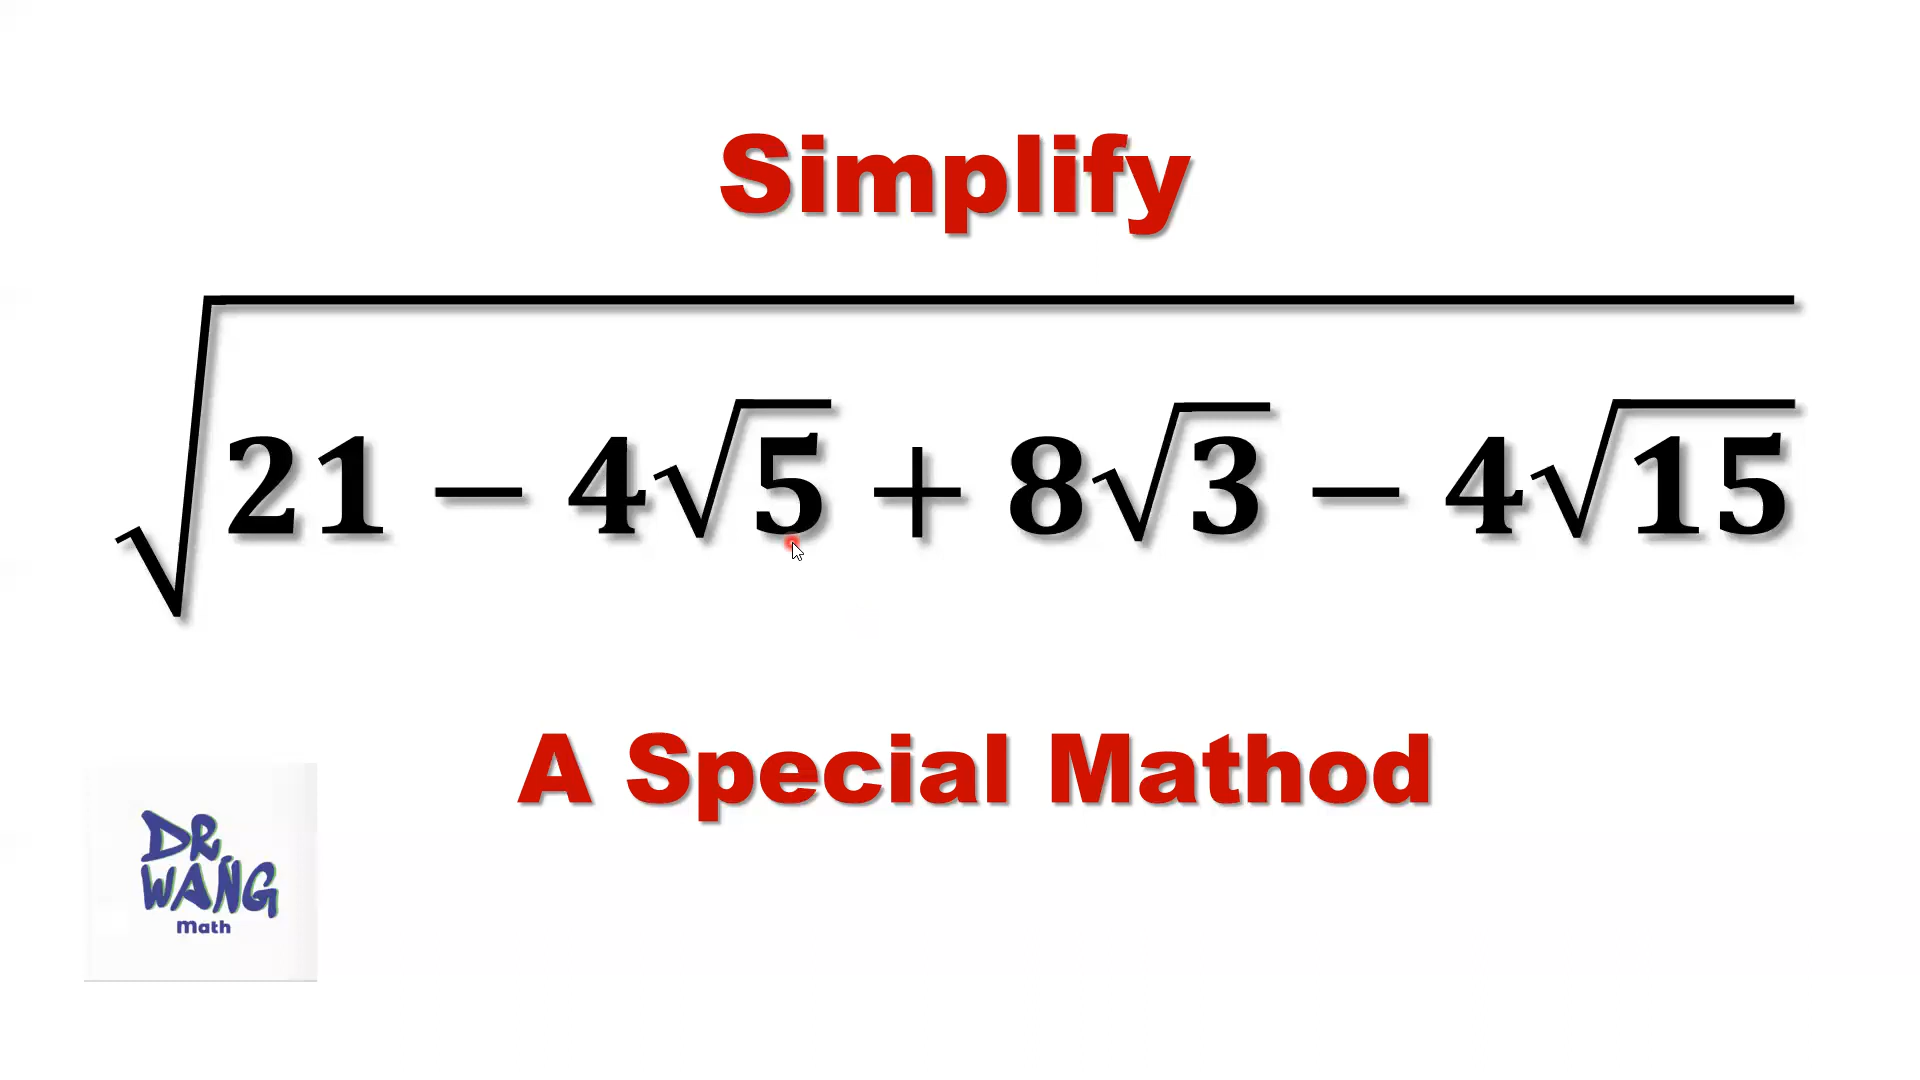 Simplify
√(21 − 4√5 + 8√3 − 4√15)
A Special Mathod
DR
WANG
math